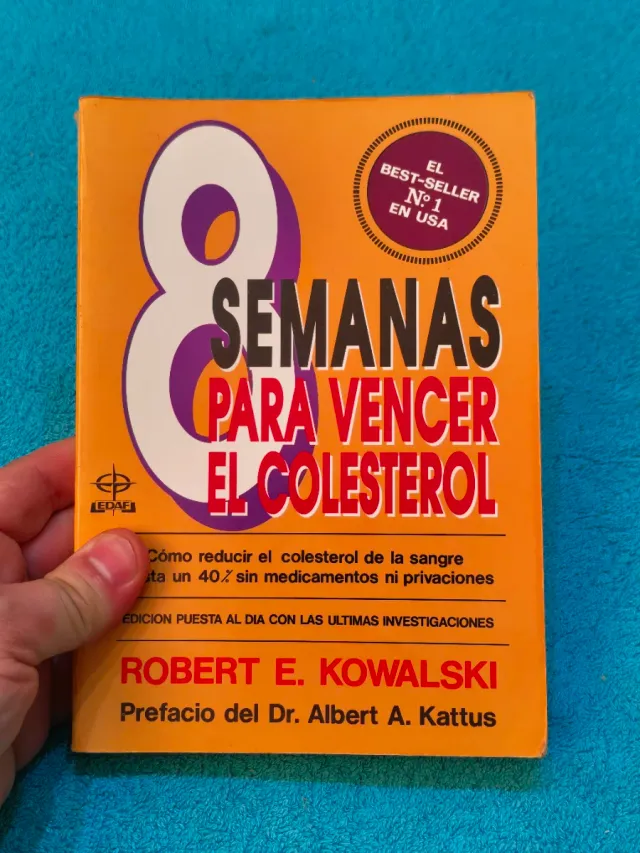 EL
BEST-SELLER
Nº 1
EN USA
8
SEMANAS
PARA VENCER
EL COLESTEROL
EDAF
Cómo reducir el colesterol de la sangre
un 40% sin medicamentos ni privaciones
EDICION PUESTA AL DIA CON LAS ULTIMAS INVESTIGACIONES
ROBERT E. KOWALSKI
Prefacio del Dr. Albert A. Kattus